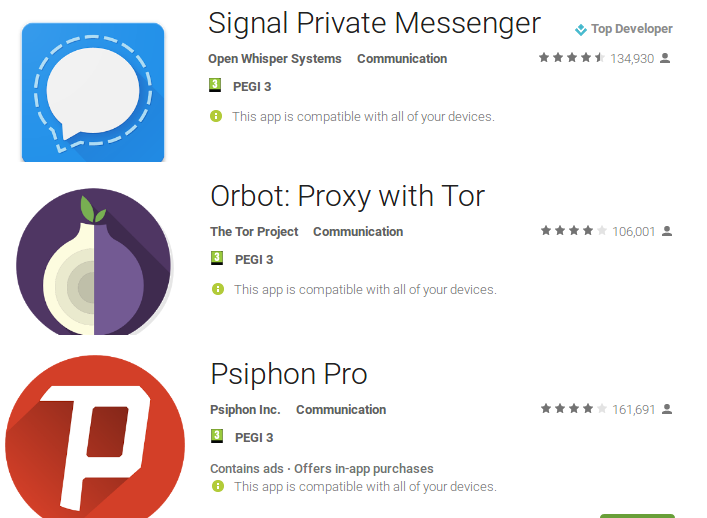 Signal Private Messenger
Top Developer
Open Whisper Systems Communication 134,930
3 PEGI 3
This app is compatible with all of your devices.
Orbot: Proxy with Tor
The Tor Project Communication 106,001
3 PEGI 3
This app is compatible with all of your devices.
Psiphon Pro
Psiphon Inc. Communication 161,691
3 PEGI 3
Contains ads · Offers in-app purchases
This app is compatible with all of your devices.